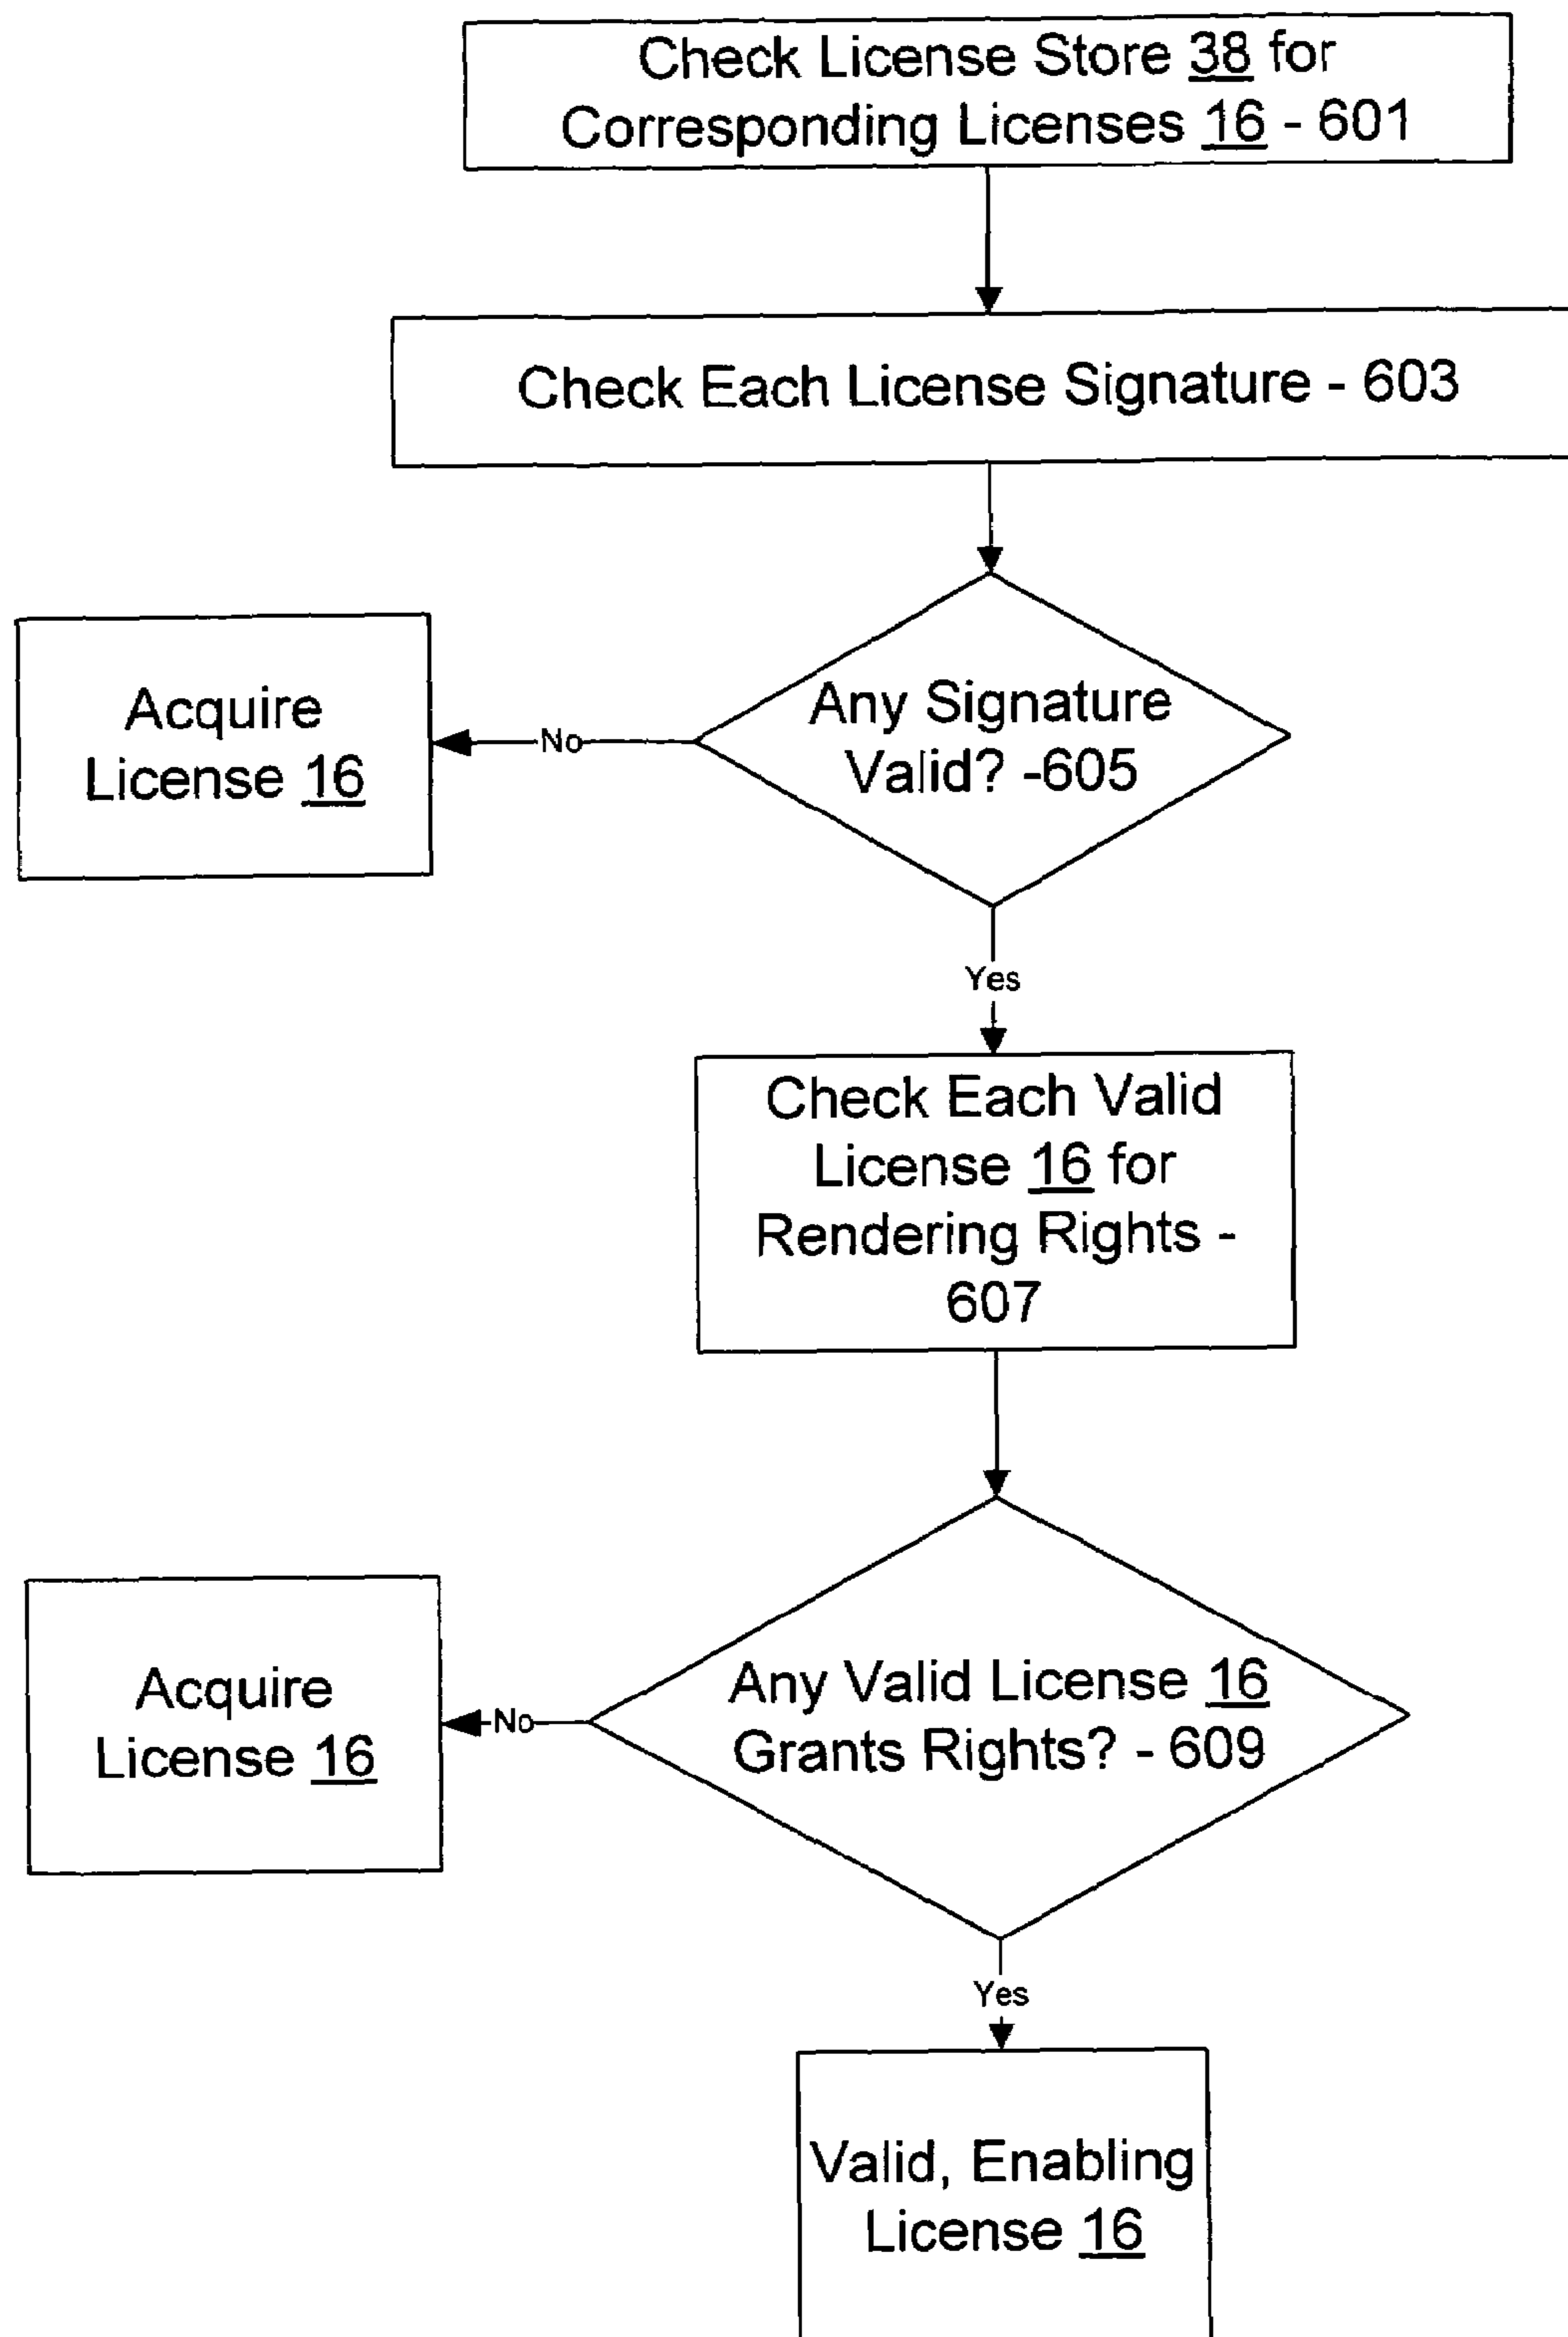 Check License Store 38 for
Corresponding Licenses 16 - 601
Check Each License Signature - 603
Acquire
License 16
No
Any Signature
Valid? -605
Yes
Check Each Valid
License 16 for
Rendering Rights -
607
Acquire
License 16
No
Any Valid License 16
Grants Rights? - 609
Yes
Valid, Enabling
License 16